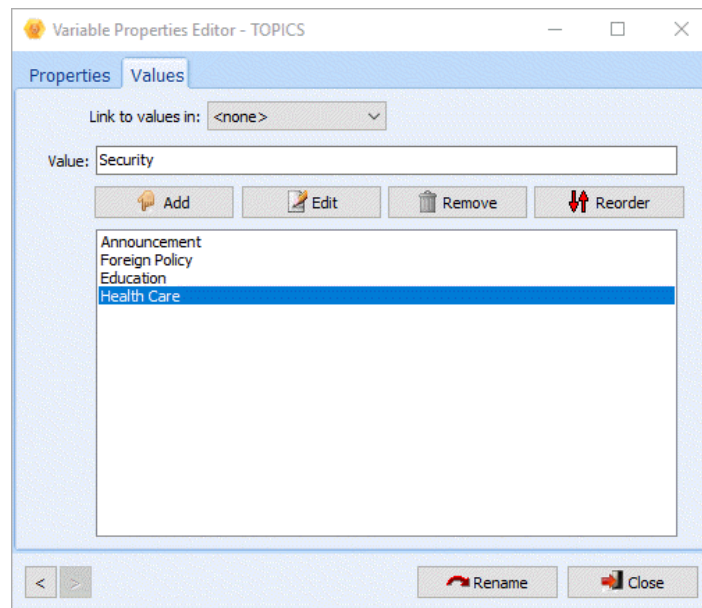 Variable Properties Editor - TOPICS
Properties Values
Link to values in: <none>
Value: Security
Add Edit Remove Reorder
Announcement
Foreign Policy
Education
Health Care
< > Rename Close